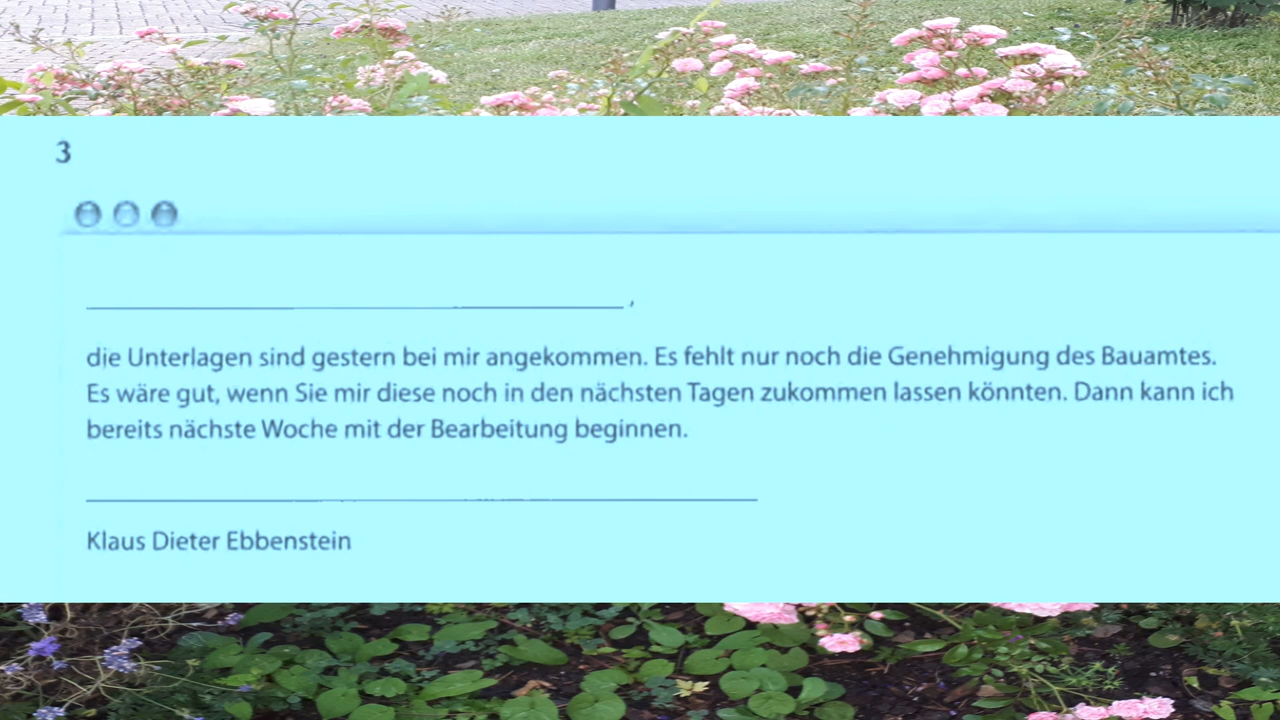 3
,
die Unterlagen sind gestern bei mir angekommen. Es fehlt nur noch die Genehmigung des Bauamtes.
Es wäre gut, wenn Sie mir diese noch in den nächsten Tagen zukommen lassen könnten. Dann kann ich
bereits nächste Woche mit der Bearbeitung beginnen.
Klaus Dieter Ebbenstein